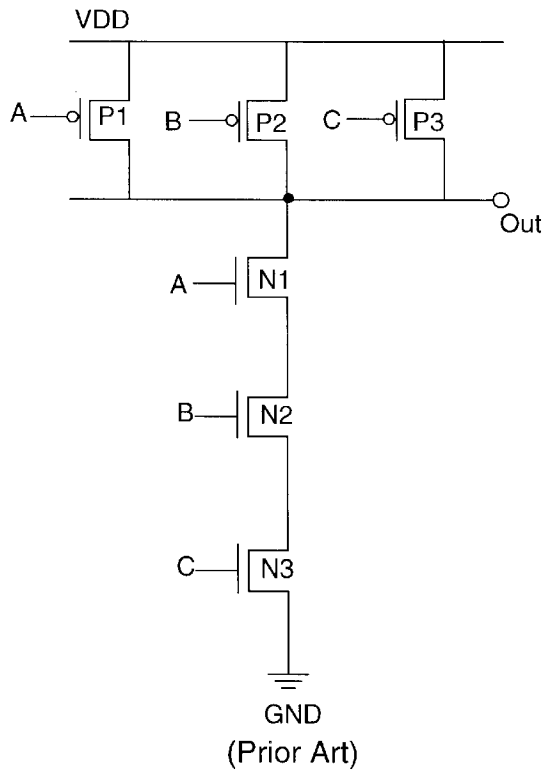 VDD
A P1 B P2 C P3
Out
A N1
B N2
C N3
GND
(Prior Art)